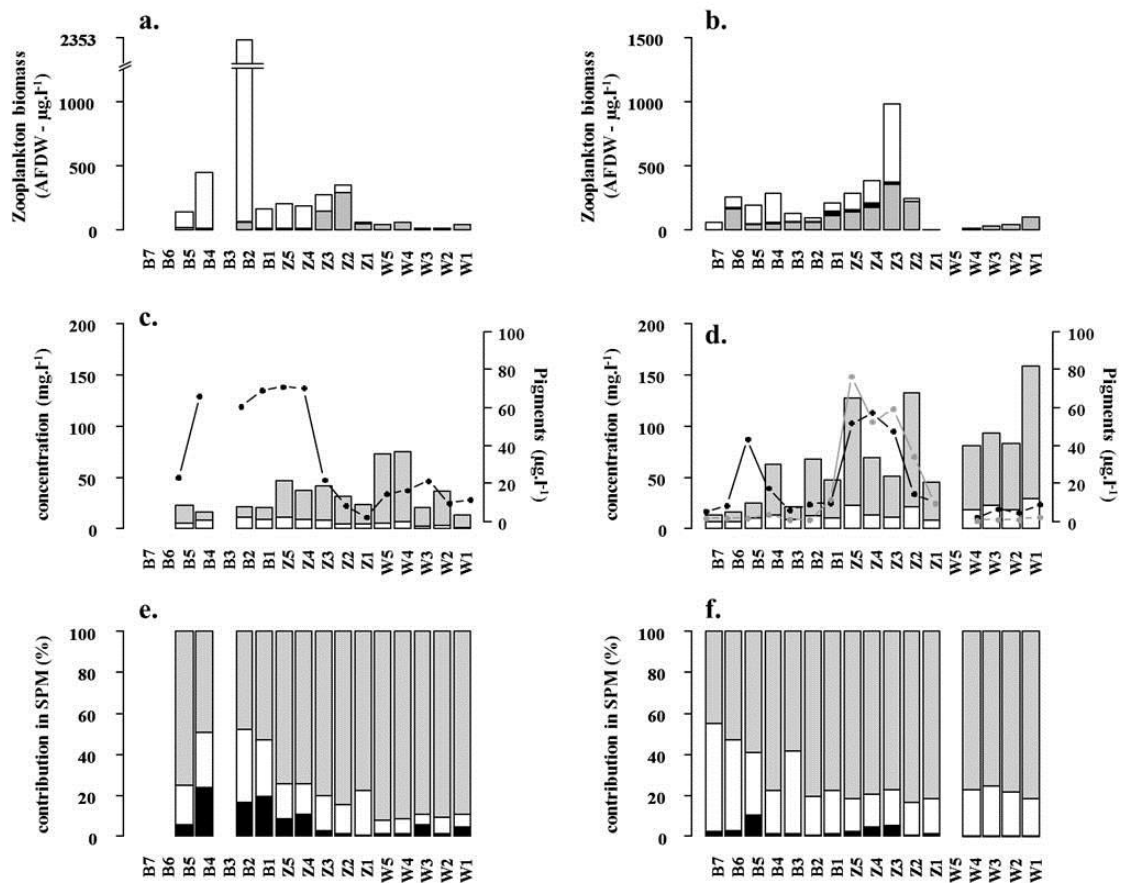 a.
Zooplankton biomass
(AFDW - µg.l-1)
2353
1000
500
0
B7 B6 B5 B4 B3 B2 B1 Z5 Z4 Z3 Z2 Z1 W5 W4 W3 W2 W1
b.
Zooplankton biomass
(AFDW - µg.l-1)
1500
1000
500
0
B7 B6 B5 B4 B3 B2 B1 Z5 Z4 Z3 Z2 Z1 W5 W4 W3 W2 W1
c.
concentration (mg.l-1)
200
150
100
50
0
100
80
60
40
20
0
Pigments (µg.l-1)
B7 B6 B5 B4 B3 B2 B1 Z5 Z4 Z3 Z2 Z1 W5 W4 W3 W2 W1
d.
concentration (mg.l-1)
200
150
100
50
0
100
80
60
40
20
0
Pigments (µg.l-1)
B7 B6 B5 B4 B3 B2 B1 Z5 Z4 Z3 Z2 Z1 W5 W4 W3 W2 W1
e.
contribution in SPM (%)
100
80
60
40
20
0
B7 B6 B5 B4 B3 B2 B1 Z5 Z4 Z3 Z2 Z1 W5 W4 W3 W2 W1
f.
contribution in SPM (%)
100
80
60
40
20
0
B7 B6 B5 B4 B3 B2 B1 Z5 Z4 Z3 Z2 Z1 W5 W4 W3 W2 W1